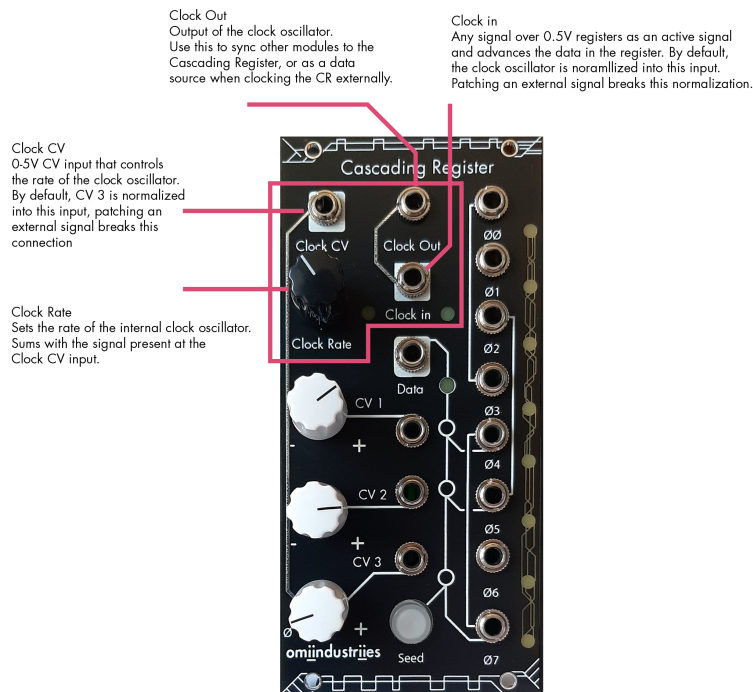 Clock Out
Output of the clock oscillator.
Use this to sync other modules to the
Cascading Register, or as a data
source when clocking the CR externally.
Clock in
Any signal over 0.5V registers as an active signal
and advances the data in the register. By default,
the clock oscillator is noramllized into this input.
Patching an external signal breaks this normalization.
Clock CV
0-5V CV input that controls
the rate of the clock oscillator.
By default, CV 3 is normalized
into this input, patching an
external signal breaks this
connection
Clock Rate
Sets the rate of the internal clock oscillator.
Sums with the signal present at the
Clock CV input.
Cascading Register
Clock CV
Clock Out
ØØ
Ø1
Clock in
Clock Rate
Ø2
Data
CV 1
Ø3
- +
Ø4
CV 2
Ø5
- +
CV 3
Ø6
Ø +
omiindustriies
Seed
Ø7